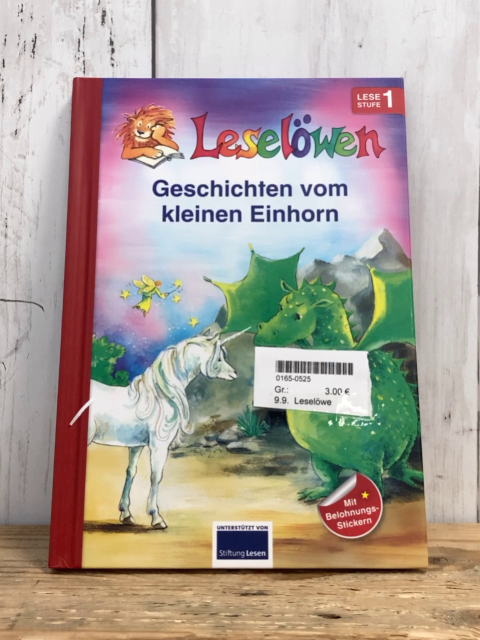 LESE
STUFE 1
Leselöwen
Geschichten vom
kleinen Einhorn
0165-0525
Gr.: 3.00 €
9.9. Leselöwe
Mit
Belohnungs-
Stickern
UNTERSTÜTZT VON
Stiftung Lesen